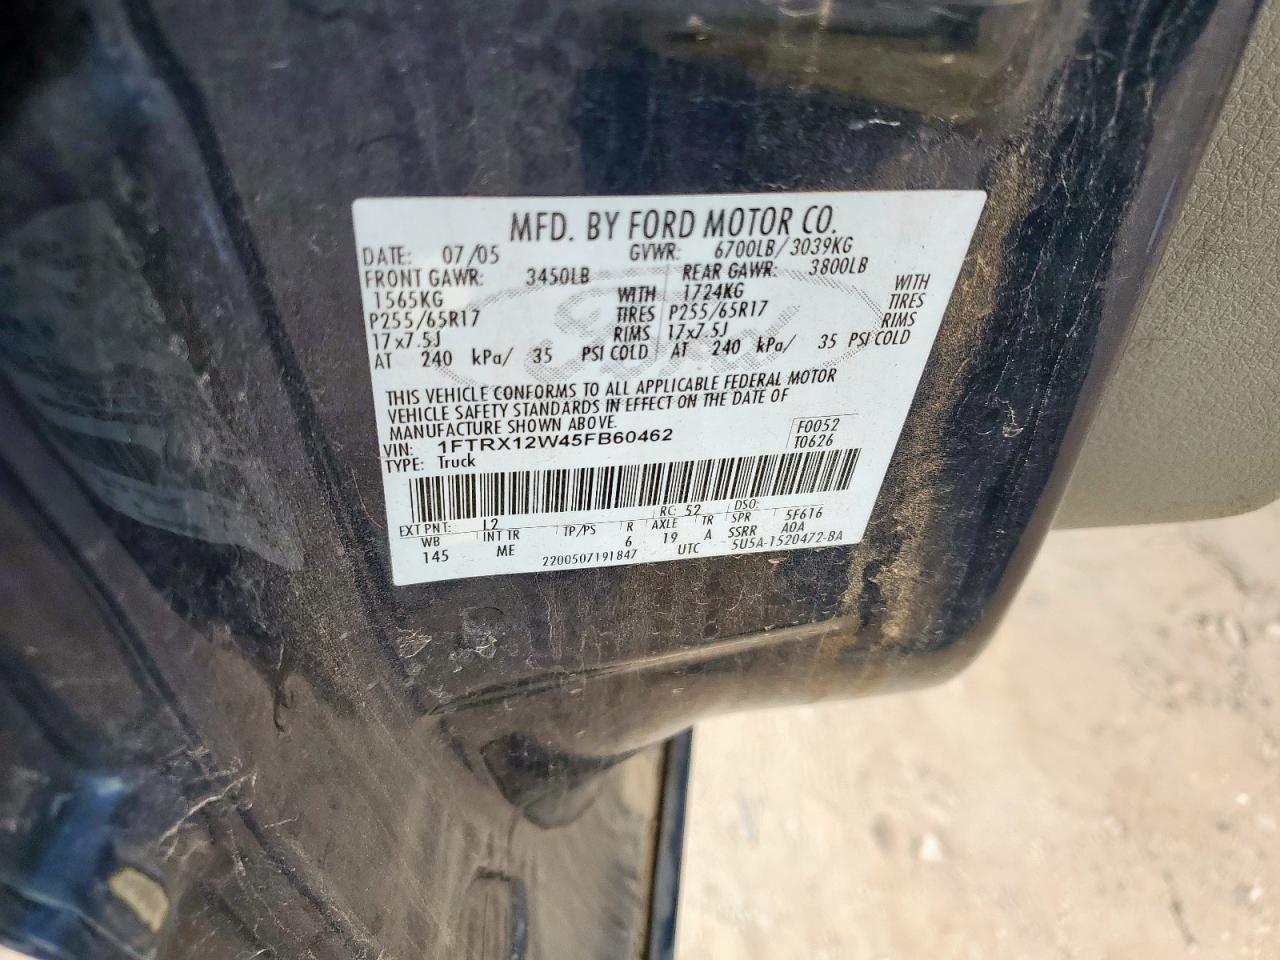 MFD. BY FORD MOTOR CO.
DATE: 07/05 GVWR: 6700LB/3039KG
FRONT GAWR: 3450LB REAR GAWR: 3800LB
1565KG WITH 1724KG WITH
P255/65R17 TIRES P255/65R17 TIRES
17x7.5J RIMS 17x7.5J RIMS
AT 240 kPa/ 35 PSI COLD AT 240 kPa/ 35 PSI COLD
THIS VEHICLE CONFORMS TO ALL APPLICABLE FEDERAL MOTOR
VEHICLE SAFETY STANDARDS IN EFFECT ON THE DATE OF
MANUFACTURE SHOWN ABOVE.
VIN: 1FTRX12W45FB60462 F0052
TYPE: Truck T0626
EXT PNT: L2 RC: 52 DSO:
WB INT TR TP/PS R AXLE TR SPR 5F616
145 ME 6 19 A SSRR A0A
2200507191847 UTC 5U5A-1520472-BA
Ford